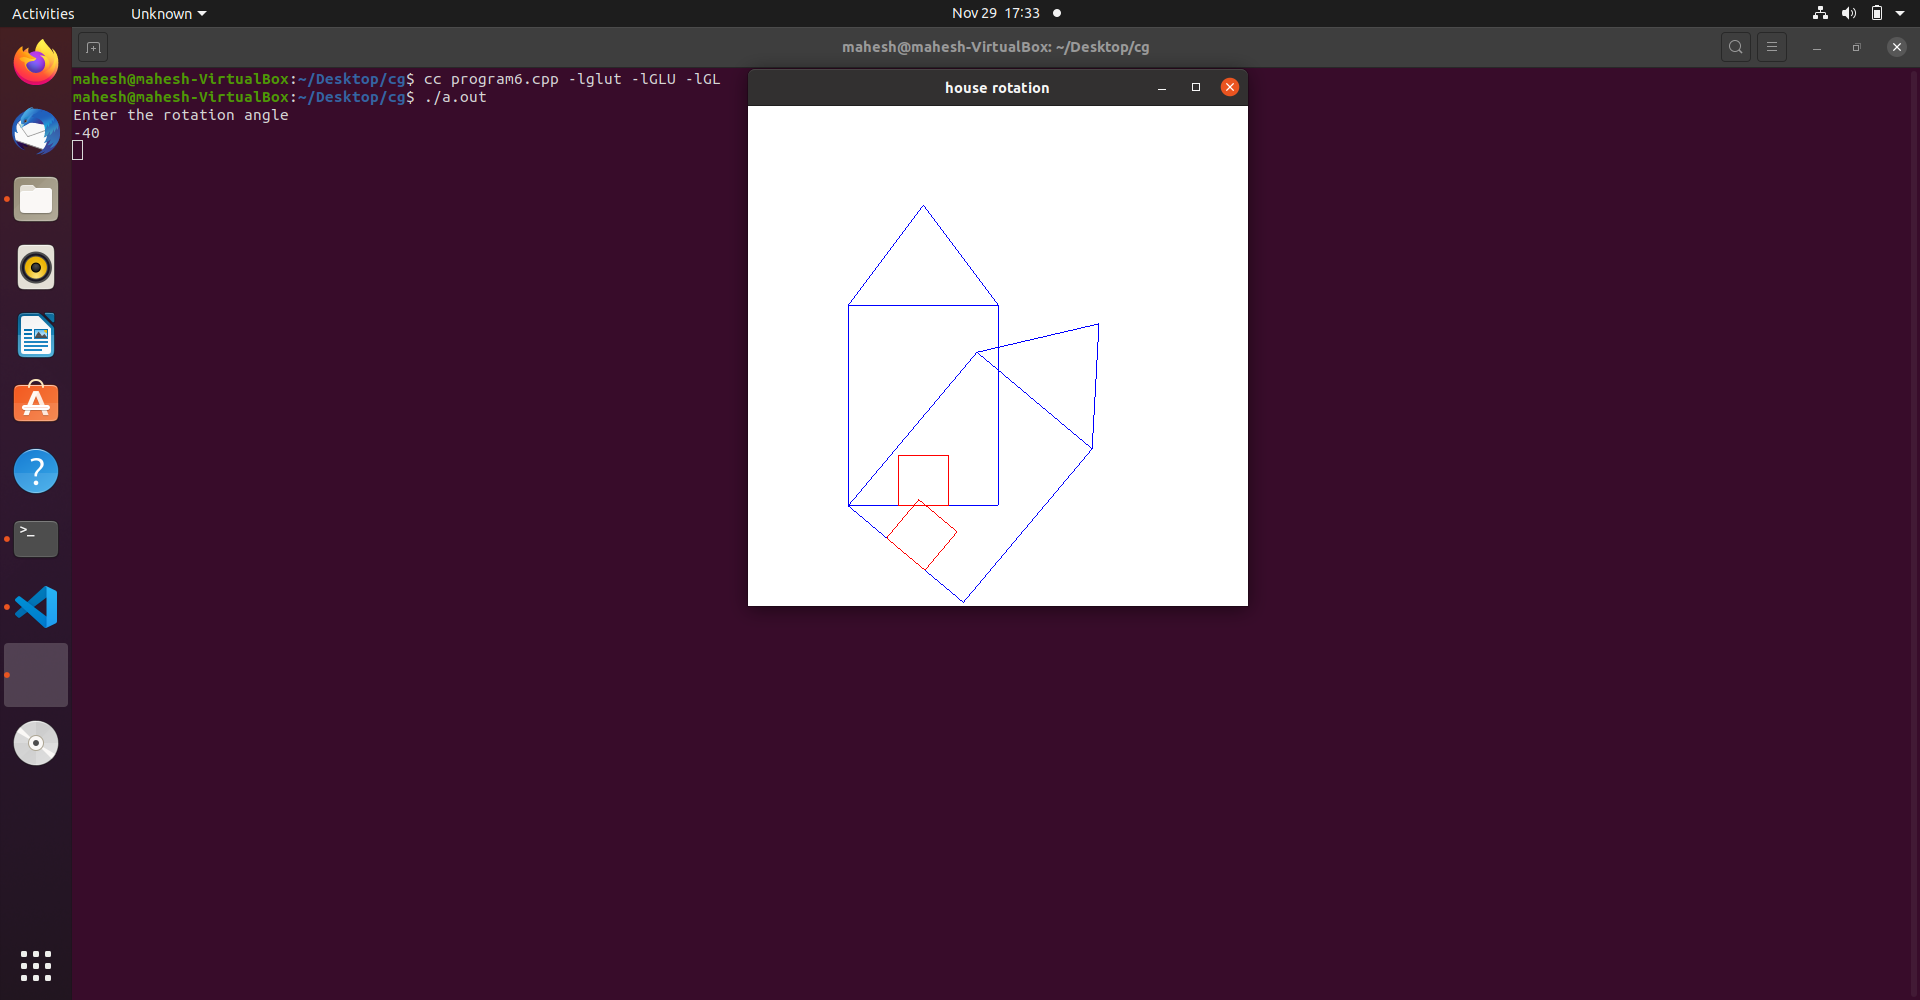 Activities
Unknown
Nov 29 17:33
mahesh@mahesh-VirtualBox: ~/Desktop/cg
mahesh@mahesh-VirtualBox:~/Desktop/cg$ cc program6.cpp -lglut -lGLU -lGL
mahesh@mahesh-VirtualBox:~/Desktop/cg$ ./a.out
Enter the rotation angle
-40
house rotation
?
>_